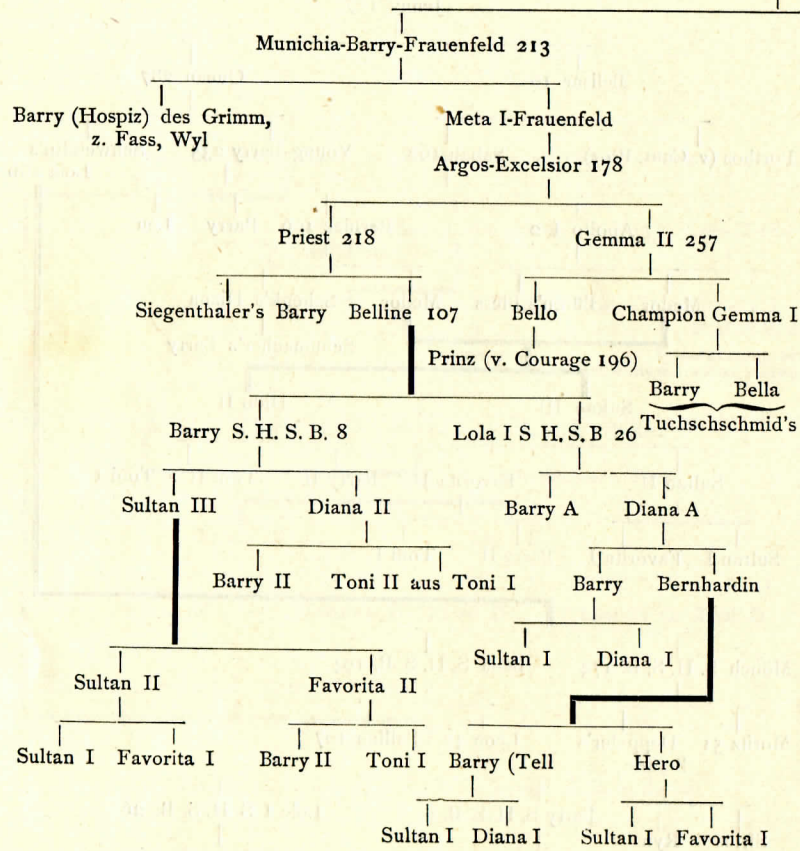 Munichia-Barry-Frauenfeld 213
Barry (Hospiz) des Grimm,
z. Fass, Wyl
Meta I-Frauenfeld
Argos-Excelsior 178
Priest 218
Gemma II 257
Siegenthaler's Barry
Belline 107
Bello
Champion Gemma I
Prinz (v. Courage 196)
Barry
Bella
Tuchschschmid's
Barry S. H. S. B. 8
Lola I S H. S. B 26
Sultan III
Diana II
Barry A
Diana A
Barry II
Toni II aus Toni I
Barry
Bernhardin
Sultan I
Diana I
Sultan II
Favorita II
Sultan I
Favorita I
Barry II
Toni I
Barry (Tell
Hero
Sultan I
Diana I
Sultan I
Favorita I